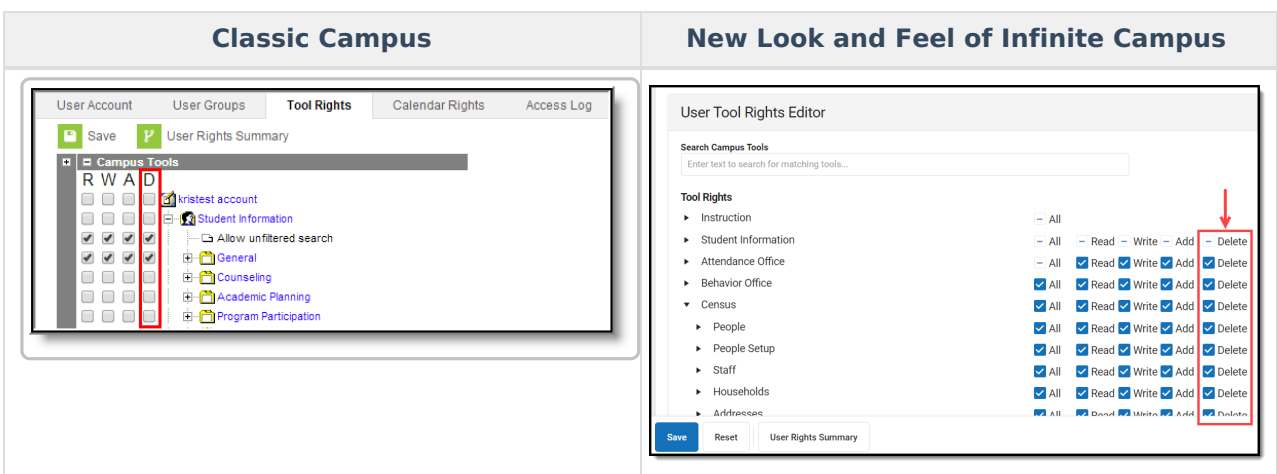 Classic Campus
New Look and Feel of Infinite Campus
User Account User Groups Tool Rights Calendar Rights Access Log
Save User Rights Summary
Campus Tools
R W A D
kristest account
Student Information
Allow unfiltered search
General
Counseling
Academic Planning
Program Participation
User Tool Rights Editor
Search Campus Tools
Enter text to search for matching tools...
Tool Rights
Instruction All
Student Information All Read Write Add Delete
Attendance Office All Read Write Add Delete
Behavior Office All Read Write Add Delete
Census All Read Write Add Delete
People All Read Write Add Delete
People Setup All Read Write Add Delete
Staff All Read Write Add Delete
Households All Read Write Add Delete
Addresses All Read Write Add Delete
Save Reset User Rights Summary